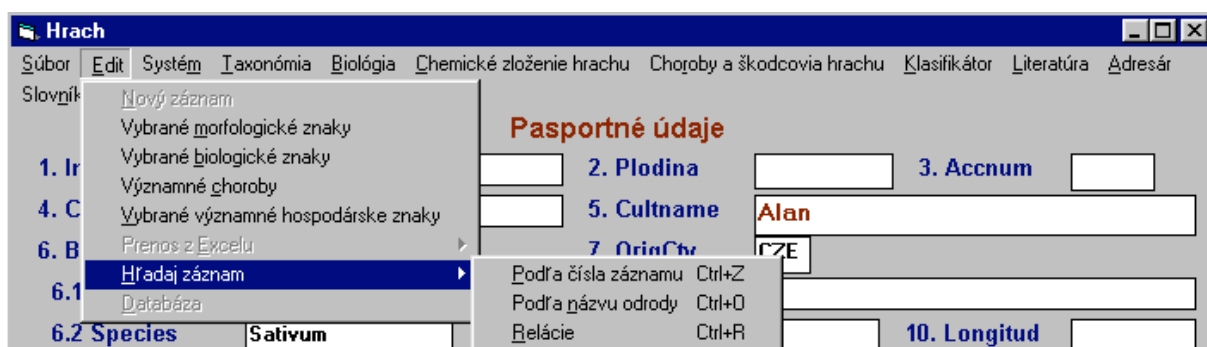 Hrach
Súbor Edit Systém Taxonómia Biológia Chemické zloženie hrachu Choroby a škodcovia hrachu Klasifikátor Literatúra Adresár
Slovník
Nový záznam
Vybrané morfologické znaky
Vybrané biologické znaky
Významné choroby
Vybrané významné hospodárske znaky
Prenos z Excelu
Hľadaj záznam
Databáza
Podľa čísla záznamu Ctrl+Z
Podľa názvu odrody Ctrl+O
Relácie Ctrl+R
Pasportné údaje
1. In
2. Plodina
3. Accnum
4. C
5. Cultname Alan
6. B
7. OrigCty CZE
6.1
6.2 Species Sativum
10. Longitud